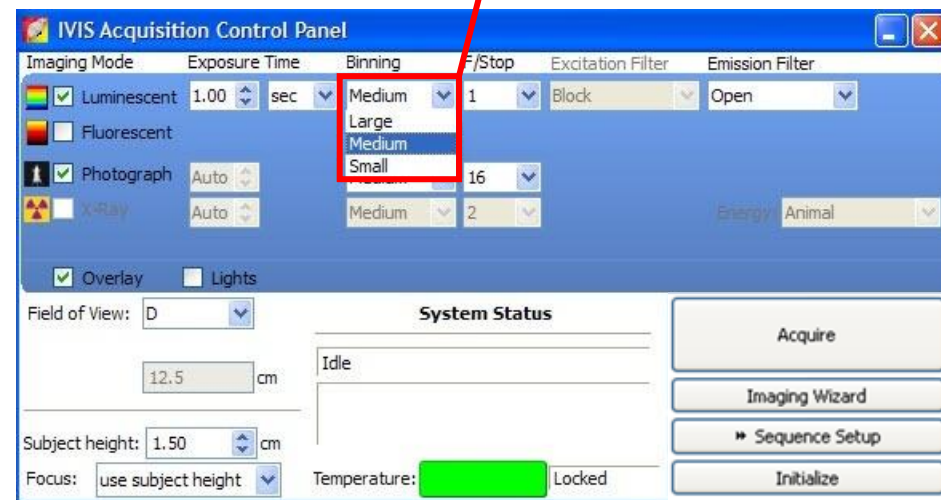 IVIS Acquisition Control Panel
Imaging Mode Exposure Time Binning F/Stop Excitation Filter Emission Filter
Luminescent 1.00 sec Medium 1 Block Open
Large
Fluorescent Medium
Small
Photograph Auto Medium 16
X-Ray Auto Medium 2 Energy: Animal
Overlay Lights
Field of View: D System Status
Acquire
Idle
12.5 cm
Imaging Wizard
Subject height: 1.50 cm Sequence Setup
Focus: use subject height Temperature: Locked Initialize